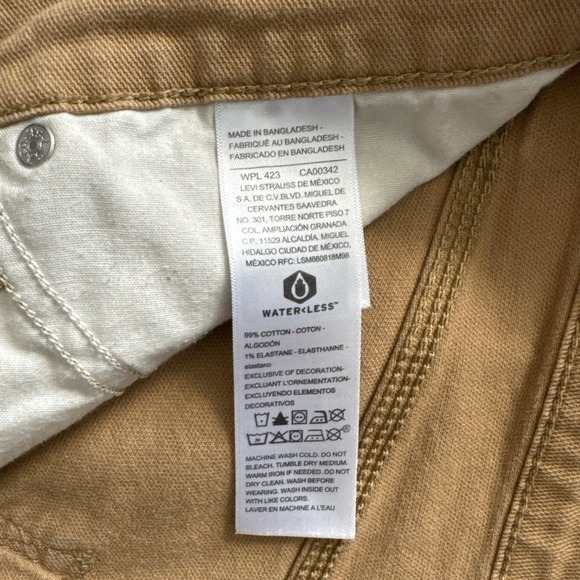 MADE IN BANGLADESH -
FABRIQUÉ AU BANGLADESH -
FABRICADO EN BANGLADESH
WPL 423 CA00342
LEVI STRAUSS DE MÉXICO
S A. DE C.V.BLVD. MIGUEL DE
CERVANTES SAAVEDRA
NO. 301, TORRE NORTE PISO 7
COL. AMPLIACIÓN GRANADA
C.P. 11529 ALCALDÍA. MIGUEL
HIDALGO CIUDAD DE MÉXICO,
MÉXICO RFC: LSM660818M96
WATER<LESS™
99% COTTON - COTON -
ALGODÓN
1% ELASTANE - ELASTHANNE -
elastano
EXCLUSIVE OF DECORATION-
EXCLUANT L'ORNEMENTATION-
EXCLUYENDO ELEMENTOS
DECORATIVOS
MACHINE WASH COLD. DO NOT
BLEACH. TUMBLE DRY MEDIUM.
WARM IRON IF NEEDED. DO NOT
DRY CLEAN. WASH BEFORE
WEARING. WASH INSIDE OUT
WITH LIKE COLORS.
LAVER EN MACHINE A L'EAU